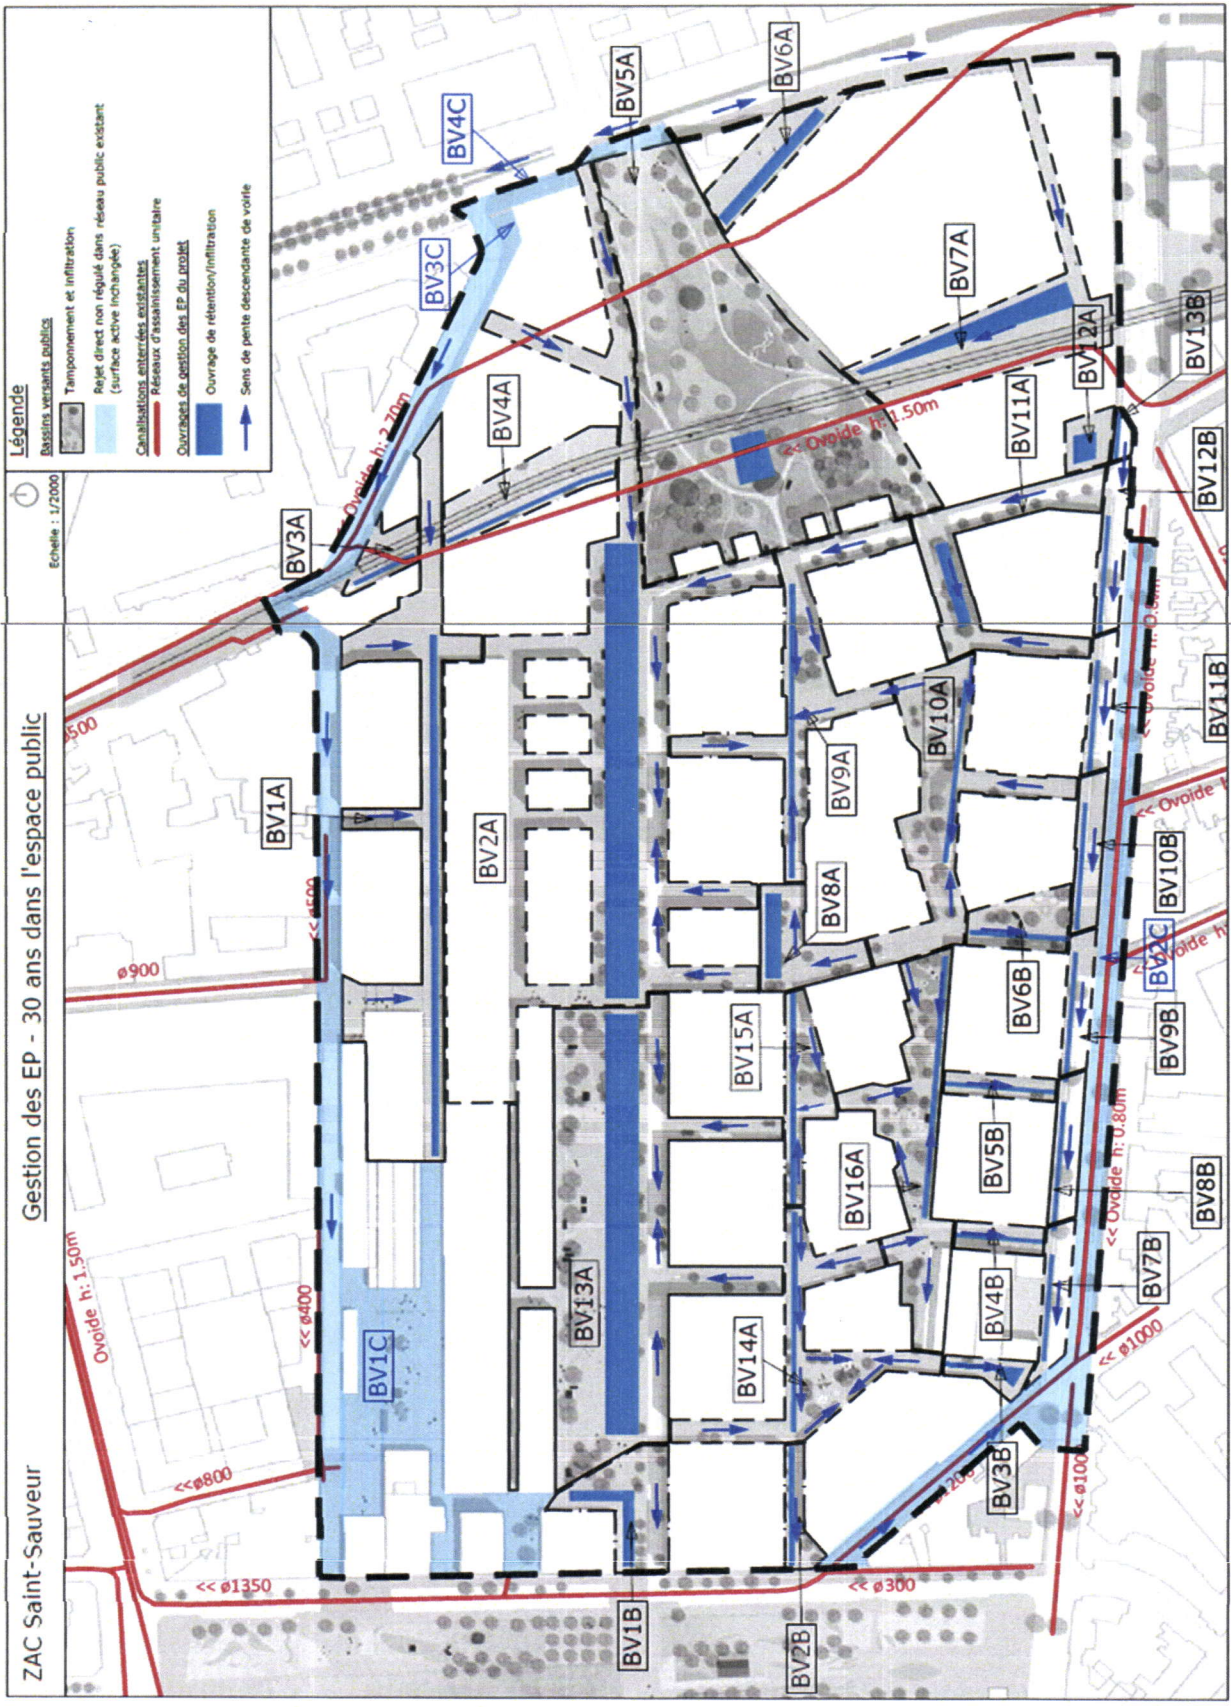 ZAC Saint-Sauveur
Gestion des EP - 30 ans dans l'espace public
Echelle : 1/2000
Légende
Bassins versants publics
Tamponnement et infiltration
Rejet direct non régulé dans réseau public existant
(surface active inchangée)
Canalisations enterrées existantes
Réseaux d'assainissement unitaire
Ouvrages de gestion des EP du projet
Ouvrage de rétention/infiltration
Sens de pente descendante de voirie
Ovoide h: 1.50m
<<ø800
<< ø400
ø900
<< ø500
ø500
<< Ovoide h: 2.70m
BV1A
BV3A
BV3C
BV4C
BV1C
BV2A
BV4A
BV5A
BV6A
<< ø1350
BV1B
BV13A
<< Ovoide h: 1.50m
BV2B
BV14A
BV15A
BV8A
BV9A
BV7A
<< ø300
BV16A
BV10A
BV11A
BV12A
BV3B
BV4B
BV5B
BV6B
<< ø100
<< ø1000
BV7B
<< Ovoide h: 0.80m
BV8B
BV9B
BV2C
<< Ovoide h:
BV10B
<< Ovoide
BV11B
BV12B
BV13B